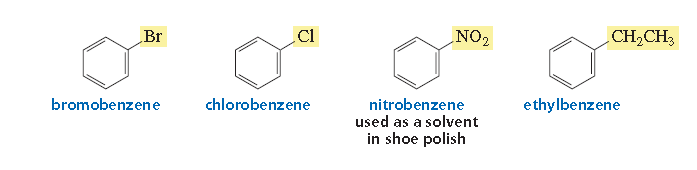 Br
Cl
NO₂
CH₂CH₃
bromobenzene
chlorobenzene
nitrobenzene
used as a solvent
in shoe polish
ethylbenzene